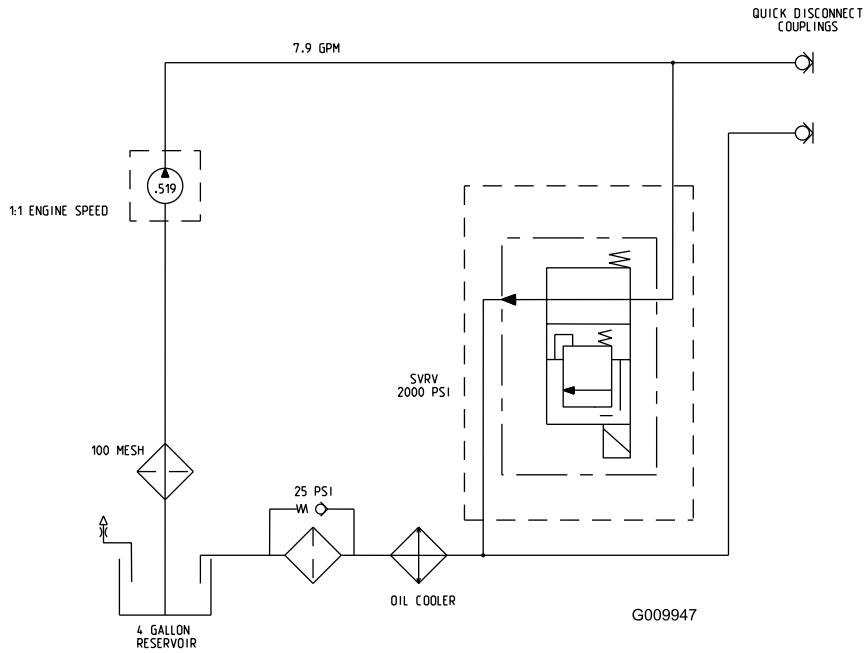 QUICK DISCONNECT
COUPLINGS
7.9 GPM
.519
1:1 ENGINE SPEED
SVRV
2000 PSI
100 MESH
25 PSI
OIL COOLER
G009947
4 GALLON
RESERVOIR